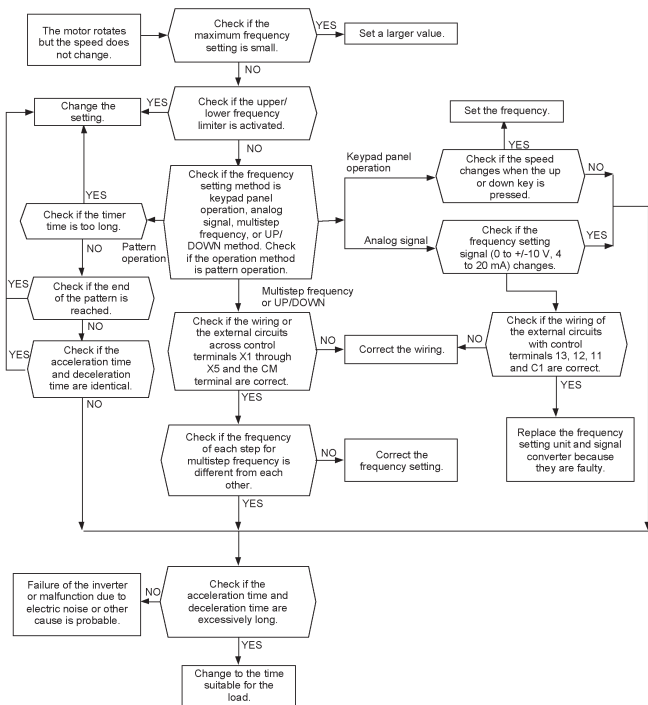 The motor rotates
but the speed does
not change.
Check if the
maximum frequency
setting is small.
YES
Set a larger value.
NO
Change the
setting.
YES
Check if the upper/
lower frequency
limiter is activated.
NO
Set the frequency.
YES
Keypad panel
operation
Check if the speed
changes when the up
or down key is
pressed.
NO
Check if the frequency
setting method is
keypad panel
operation, analog
signal, multistep
frequency, or UP/
DOWN method. Check
if the operation method
is pattern operation.
YES
Check if the timer
time is too long.
Pattern
operation
NO
Analog signal
Check if the
frequency setting
signal (0 to +/-10 V, 4
to 20 mA) changes.
YES
YES
Check if the end
of the pattern is
reached.
NO
Multistep frequency
or UP/DOWN
YES
Check if the
acceleration time
and deceleration
time are identical.
NO
Check if the wiring or
the external circuits
across control
terminals X1 through
X5 and the CM
terminal are correct.
NO
Correct the wiring.
NO
Check if the wiring of
the external circuits
with control
terminals 13, 12, 11
and C1 are correct.
YES
YES
Replace the frequency
setting unit and signal
converter because
they are faulty.
Check if the frequency
of each step for
multistep frequency is
different from each
other.
NO
Correct the
frequency setting.
YES
Failure of the inverter
or malfunction due to
electric noise or other
cause is probable.
NO
Check if the
acceleration time and
deceleration time are
excessively long.
YES
Change to the time
suitable for the
load.